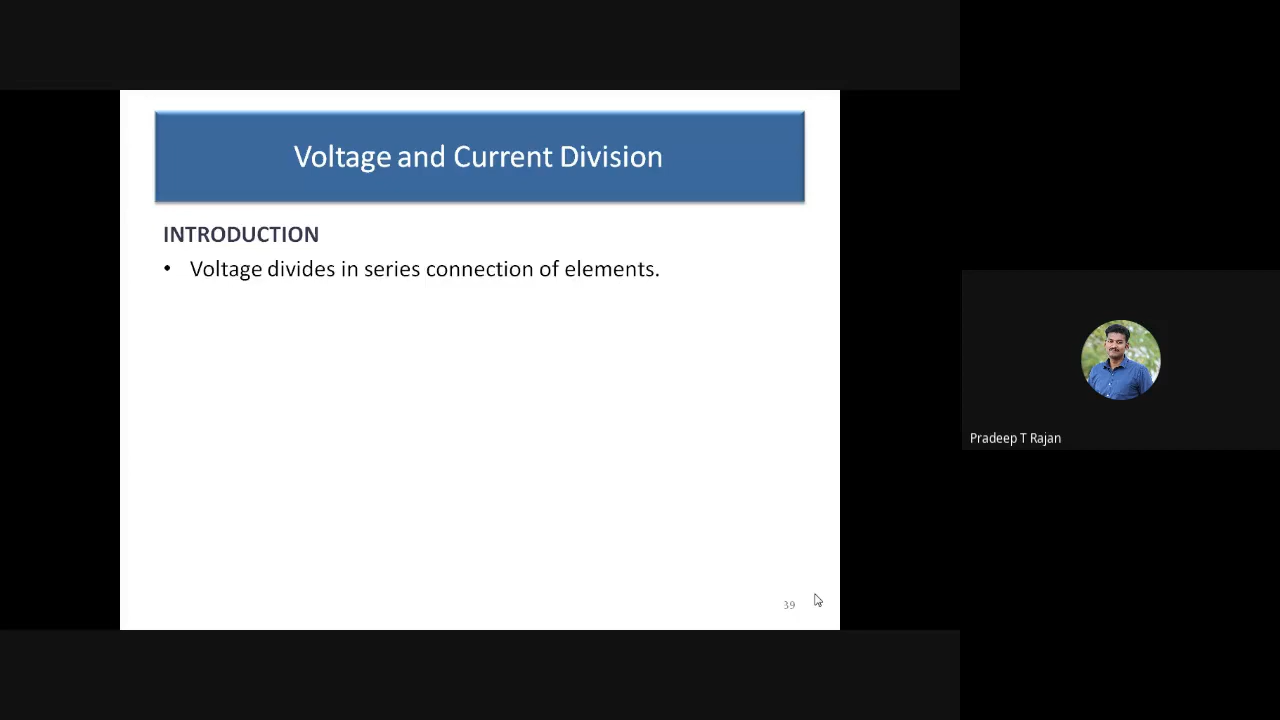 Voltage and Current Division
INTRODUCTION
• Voltage divides in series connection of elements.
39
Pradeep T Rajan